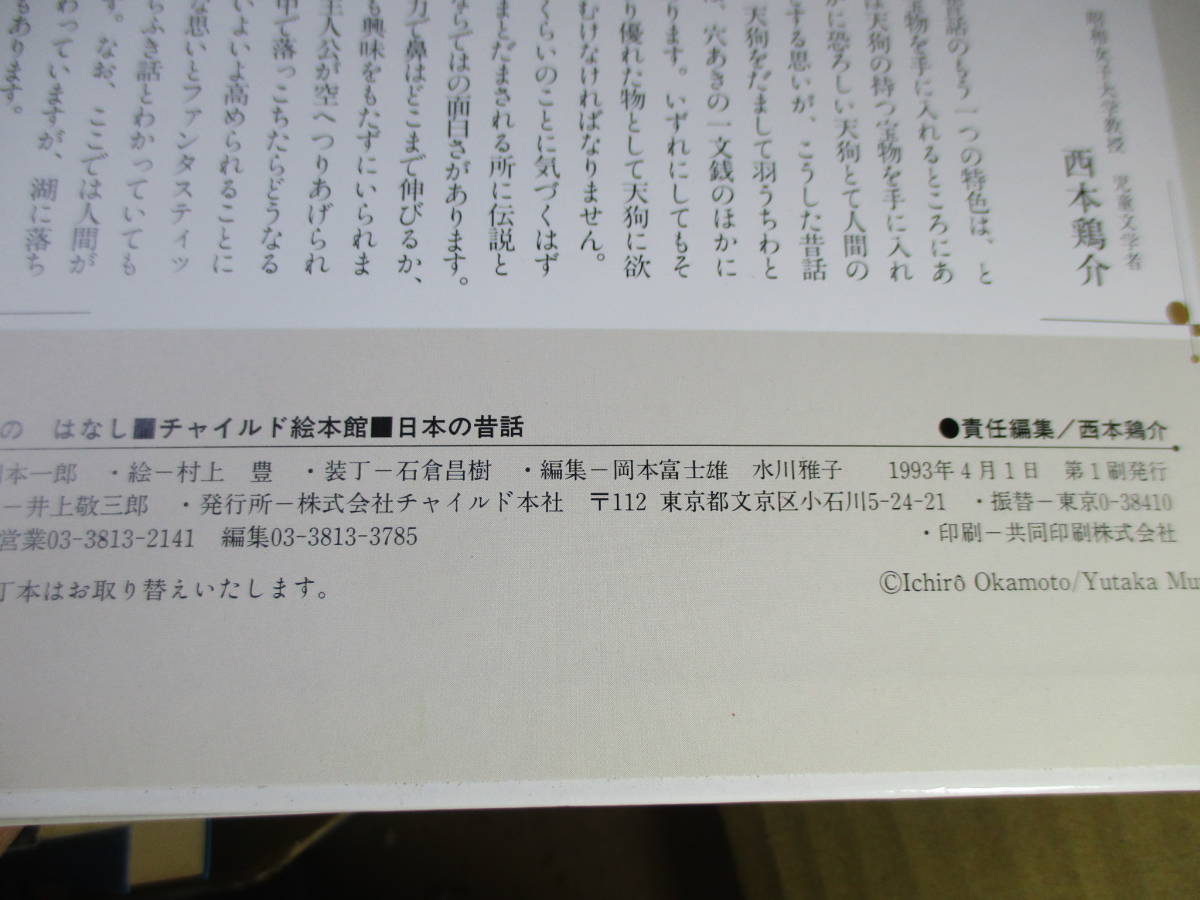 昭和女子大学教授 児童文学者
西本鶏介
昔話のもう一つの特色は、と
宝物を手に入れるところにあ
は天狗の持つ宝物を手に入れ
かに恐ろしい天狗とて人間の
とする思いが、こうした昔話
天狗をだまして羽うちわと
は、穴あきの一文銭のほかに
ります。いずれにしてもそ
り優れた物として天狗に欲
むけなければなりません。
くらいのことに気づくはず
まとだまされる所に伝説と
ならではの面白さがあります。
力で鼻はどこまで伸びるか、
も興味をもたずにいられま
主人公が空へつりあげられ
中で落っこちたらどうなる
いよいよ高められることに
な思いとファンタスティッ
らふき話とわかっていても
す。なお、ここでは人間が
わっていますが、湖に落ち
もあります。
の はなし■チャイルド絵本館■日本の昔話 ●責任編集/西本鶏介
本一郎 ・絵−村上 豊 ・装丁−石倉昌樹 ・編集−岡本富士雄 水川雅子 1993年4月1日 第1刷発行
−井上敬三郎 ・発行所−株式会社チャイルド本社 〒112 東京都文京区小石川5-24-21 ・振替−東京0-38410
営業03-3813-2141 編集03-3813-3785 ・印刷−共同印刷株式会社
丁本はお取り替えいたします。
©Ichirô Okamoto/Yutaka Mu